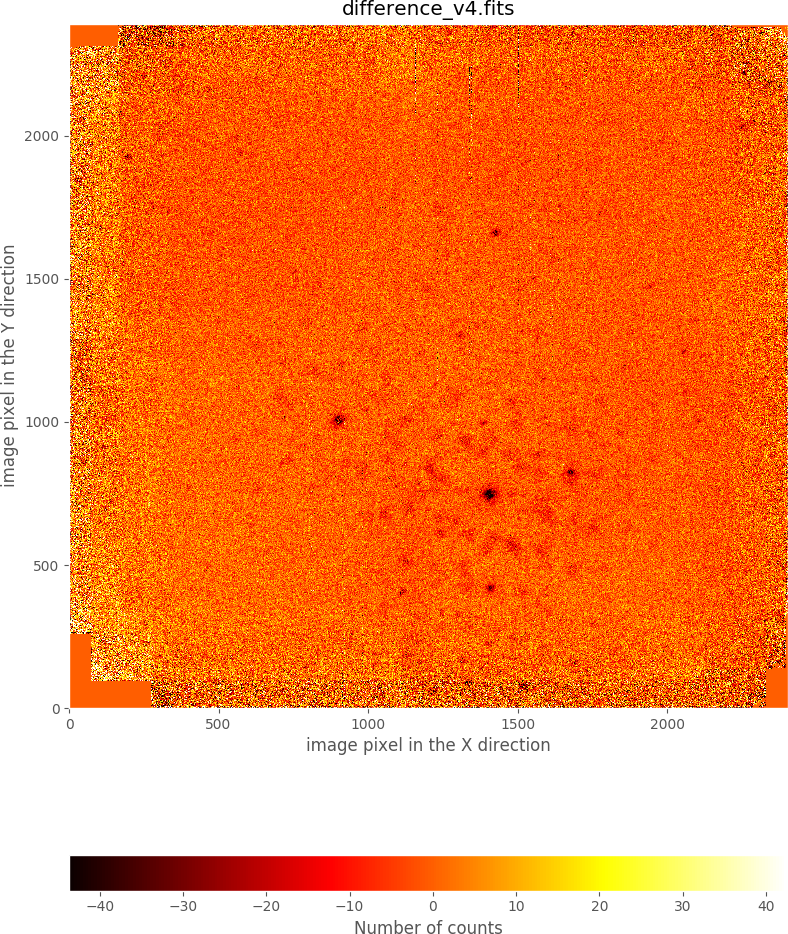 difference_v4.fits
image pixel in the Y direction
2000
1500
1000
500
0
0 500 1000 1500 2000
image pixel in the X direction
−40 −30 −20 −10 0 10 20 30 40
Number of counts